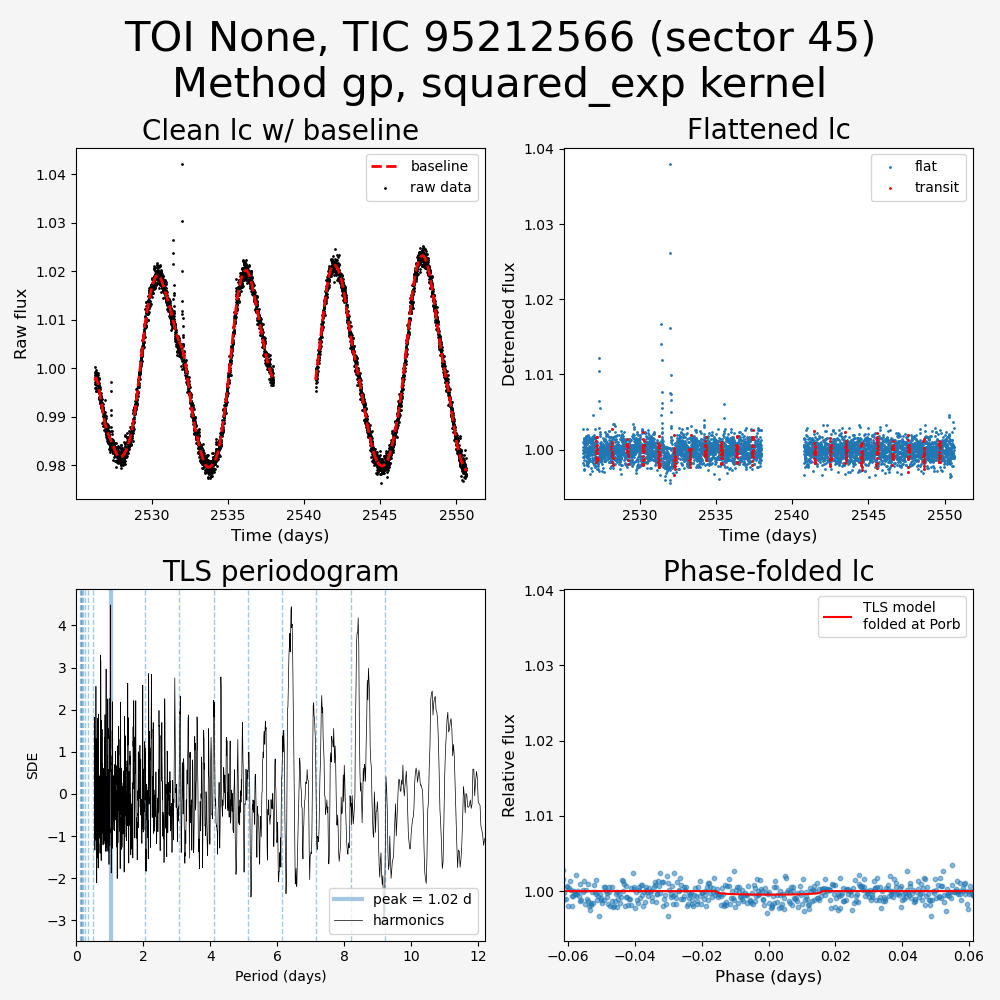 TOI None, TIC 95212566 (sector 45)
Method gp, squared_exp kernel
Clean lc w/ baseline
baseline
raw data
1.04
1.03
1.02
1.01
1.00
0.99
0.98
Raw flux
2530
2535
2540
2545
2550
Time (days)
Flattened lc
flat
transit
1.04
1.03
1.02
1.01
1.00
Detrended flux
2530
2535
2540
2545
2550
Time (days)
TLS periodogram
4
3
2
1
0
−1
−2
−3
SDE
peak = 1.02 d
harmonics
0
2
4
6
8
10
12
Period (days)
Phase-folded lc
TLS model
folded at Porb
1.04
1.03
1.02
1.01
1.00
Relative flux
−0.06
−0.04
−0.02
0.00
0.02
0.04
0.06
Phase (days)